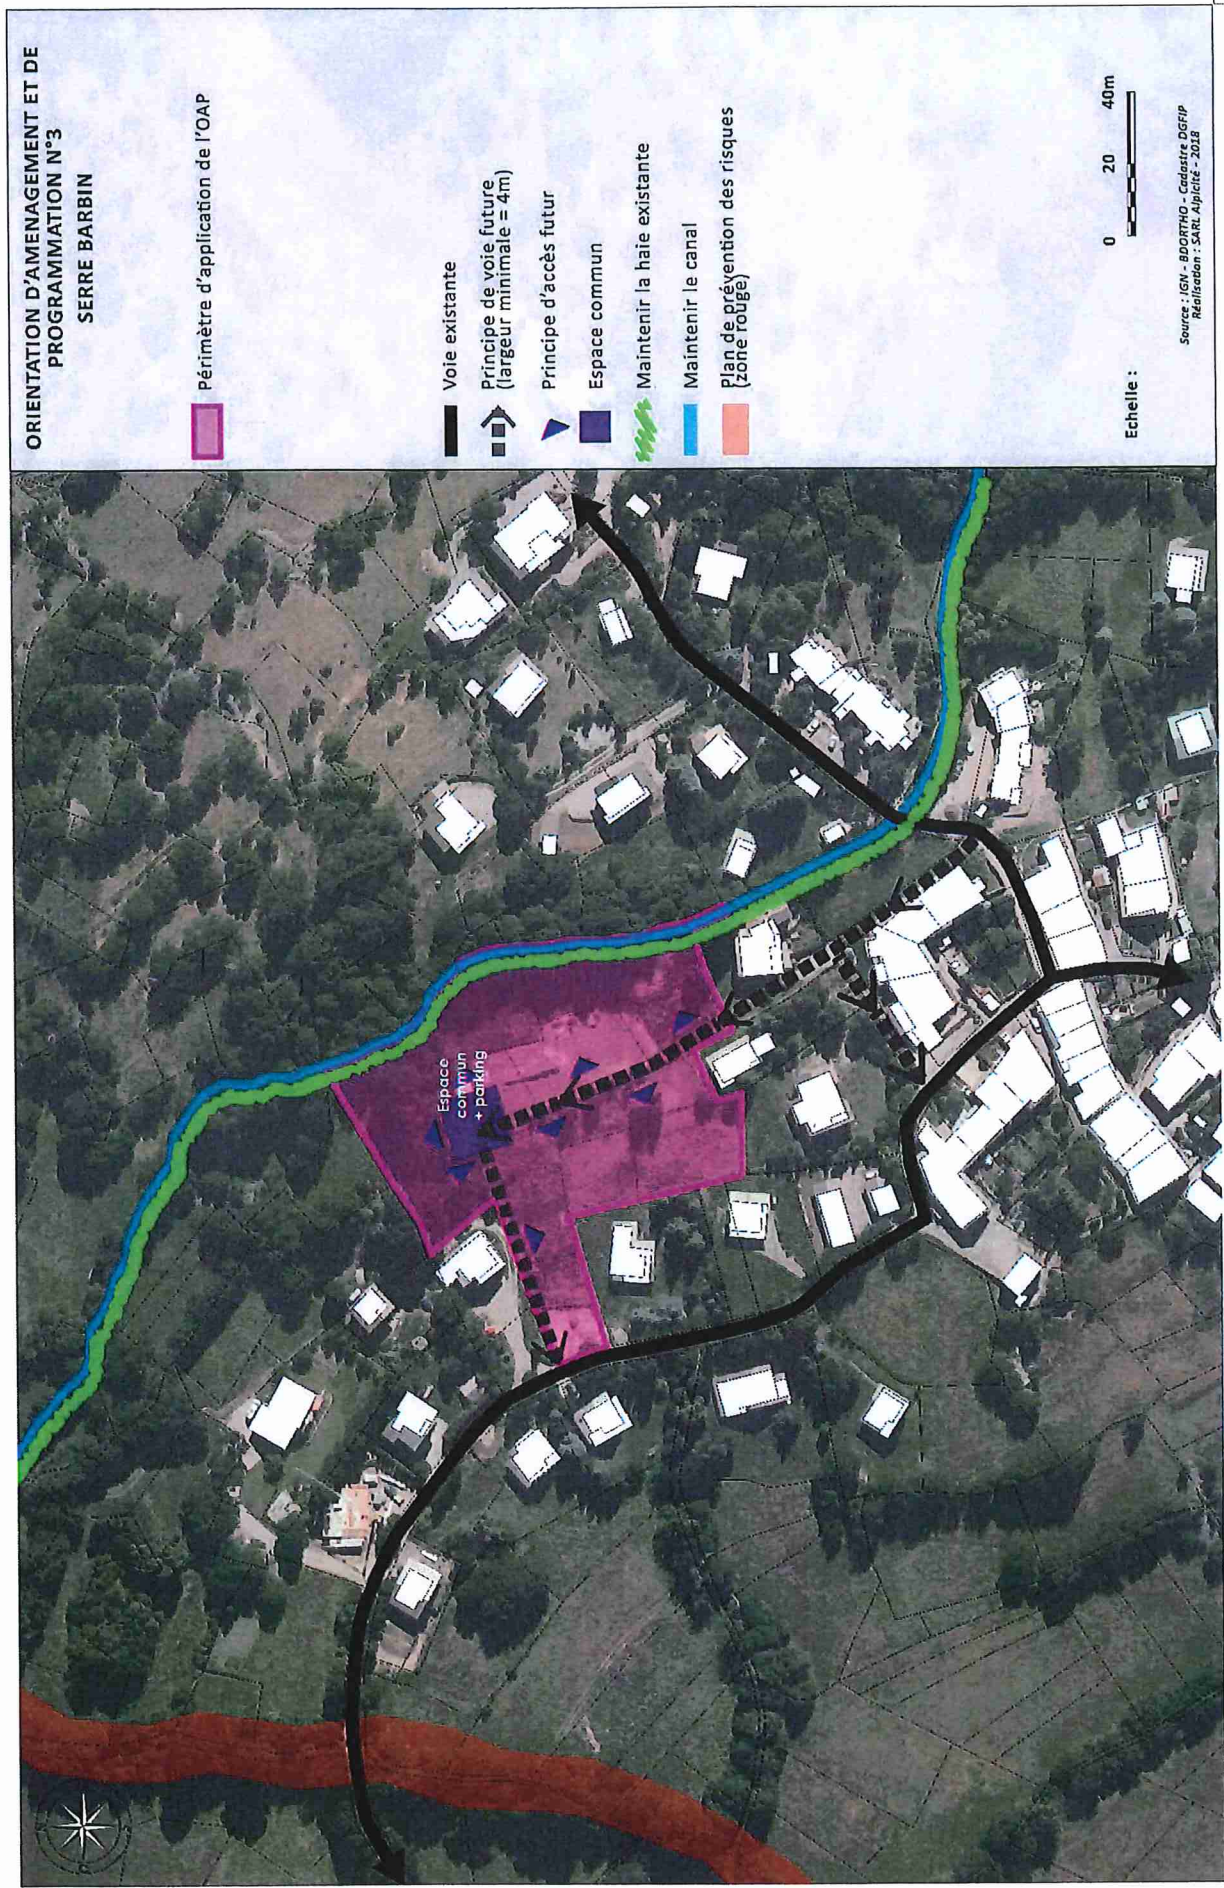 ORIENTATION D'AMENAGEMENT ET DE
PROGRAMMATION N°3
SERRE BARBIN
Périmètre d'application de l'OAP
Voie existante
Principe de voie future
(largeur minimale = 4m)
Principe d'accès futur
Espace commun
Maintenir la haie existante
Maintenir le canal
Plan de prévention des risques
(zone rouge)
Echelle :
0 20 40m
Source : IGN - BDORTHO - Cadastre DGFIP
Réalisation : SARL Alpicité - 2018
Espace
commun
+ parking